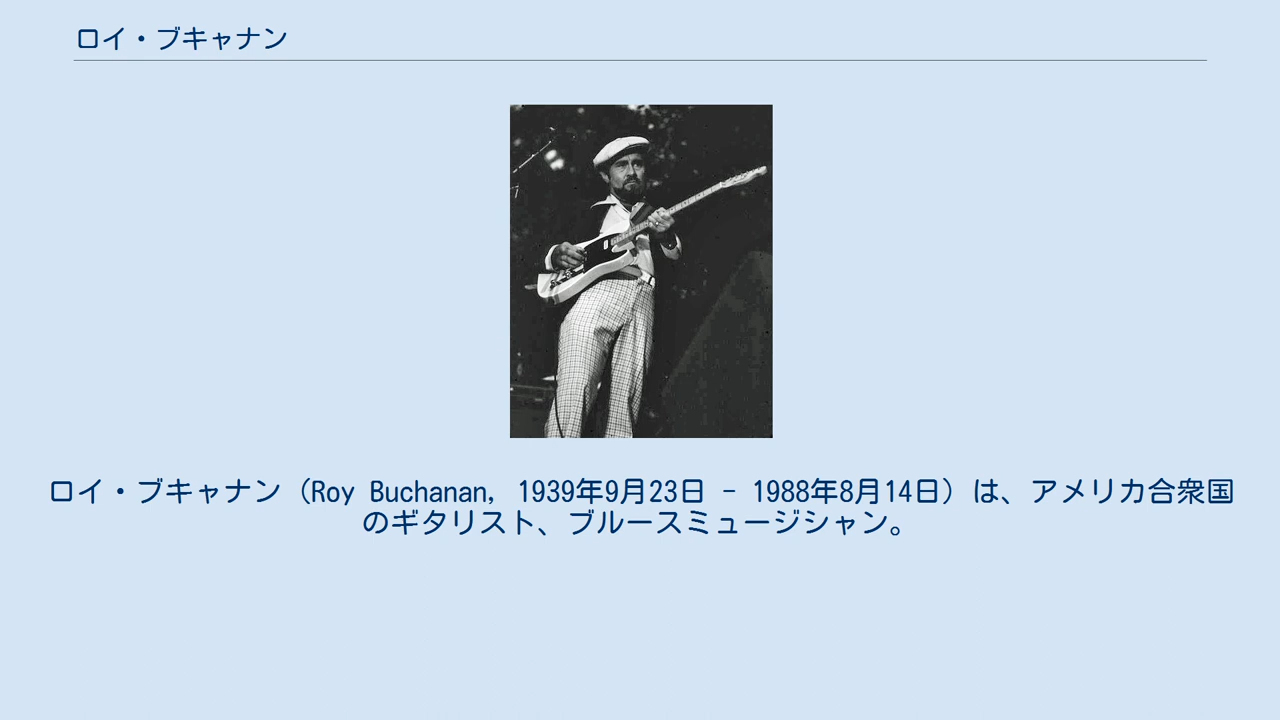 ロイ・ブキャナン
ロイ・ブキャナン（Roy Buchanan, 1939年9月23日 - 1988年8月14日）は、アメリカ合衆国
のギタリスト、ブルースミュージシャン。